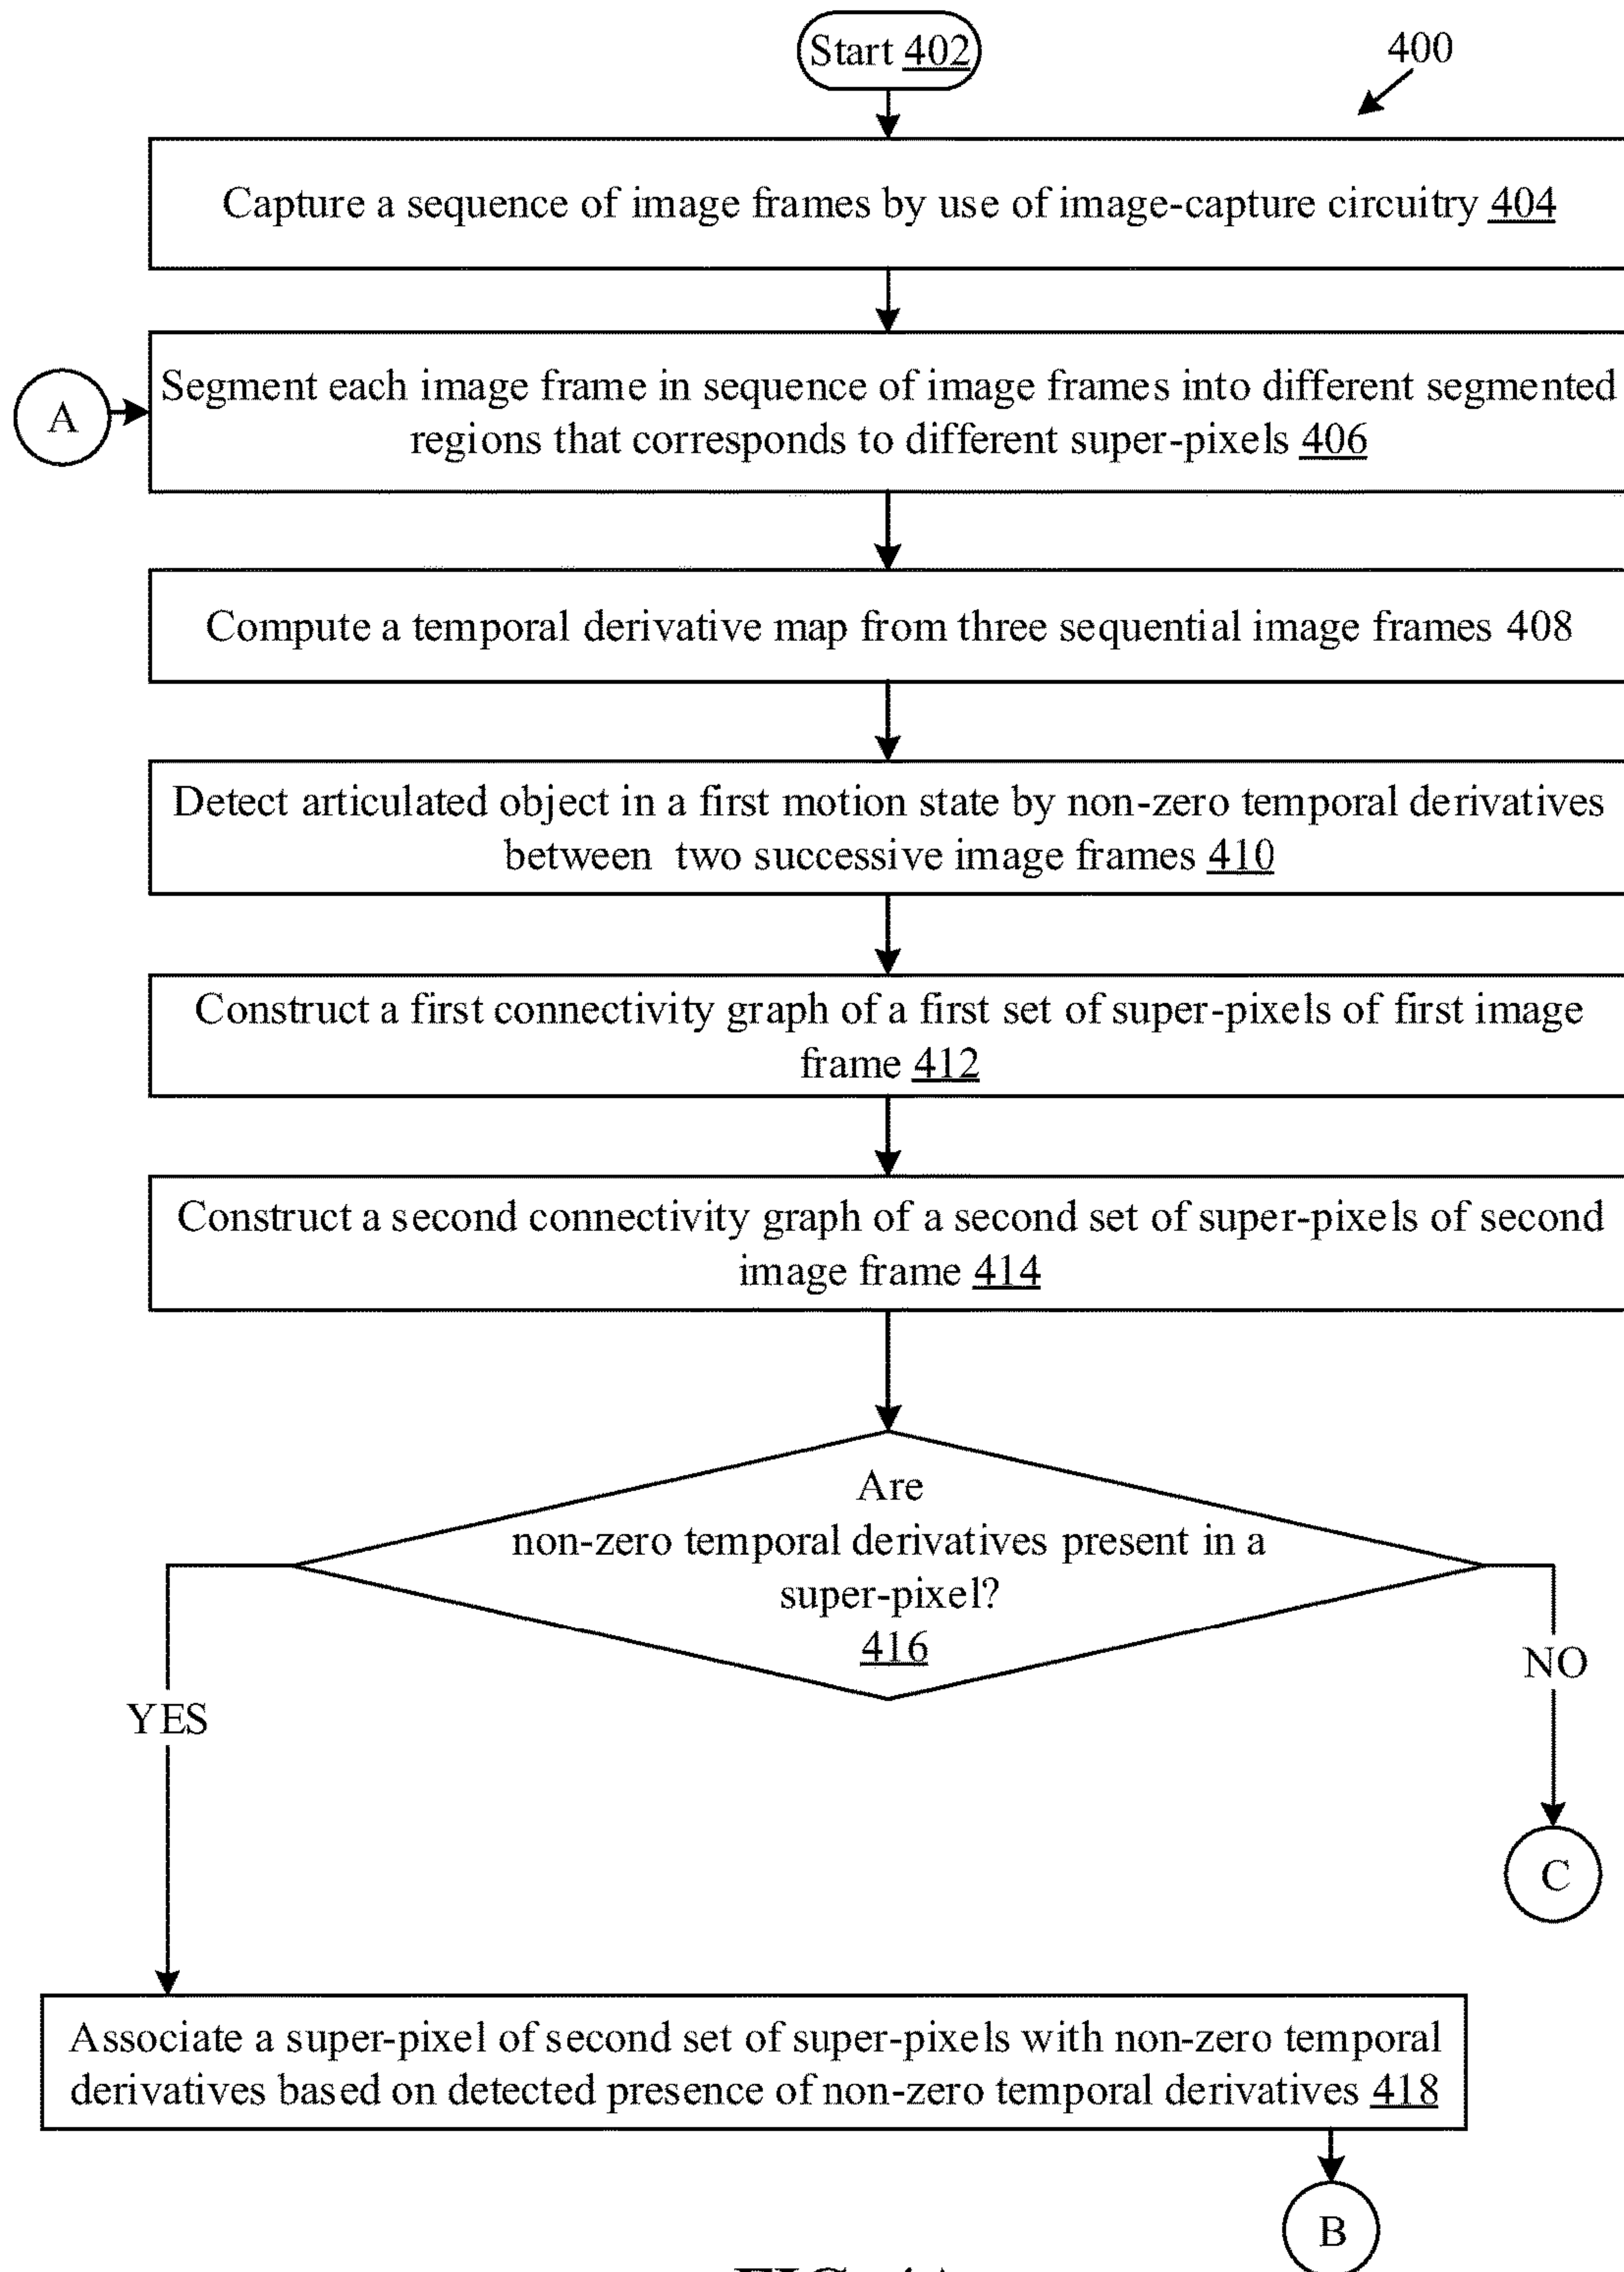 Start 402
400
Capture a sequence of image frames by use of image-capture circuitry 404
A
Segment each image frame in sequence of image frames into different segmented
regions that corresponds to different super-pixels 406
Compute a temporal derivative map from three sequential image frames 408
Detect articulated object in a first motion state by non-zero temporal derivatives
between two successive image frames 410
Construct a first connectivity graph of a first set of super-pixels of first image
frame 412
Construct a second connectivity graph of a second set of super-pixels of second
image frame 414
Are
non-zero temporal derivatives present in a
super-pixel?
416
NO
YES
C
Associate a super-pixel of second set of super-pixels with non-zero temporal
derivatives based on detected presence of non-zero temporal derivatives 418
B